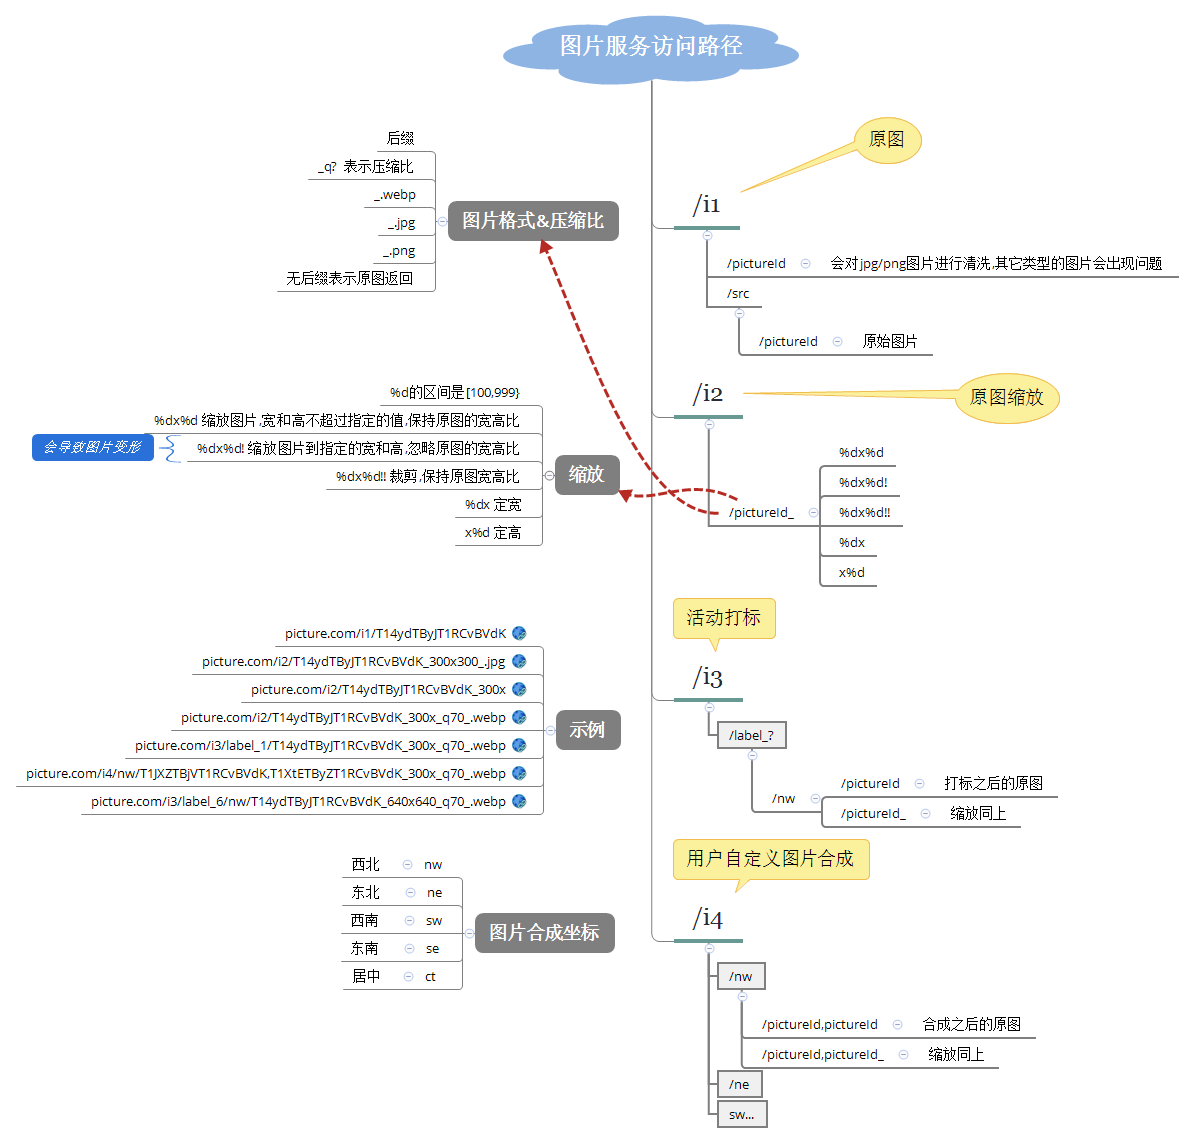 图片服务访问路径
后缀
_q? 表示压缩比
_.webp
_.jpg
_.png
无后缀表示原图返回
图片格式&压缩比
原图
/i1
/pictureId
会对jpg/png图片进行清洗,其它类型的图片会出现问题
/src
/pictureId
原始图片
%d的区间是[100,999}
%dx%d 缩放图片,宽和高不超过指定的值,保持原图的宽高比
%dx%d! 缩放图片到指定的宽和高,忽略原图的宽高比
会导致图片变形
%dx%d!! 裁剪,保持原图宽高比
%dx 定宽
x%d 定高
缩放
/i2
原图缩放
/pictureId_
%dx%d
%dx%d!
%dx%d!!
%dx
x%d
picture.com/i1/T14ydTByJT1RCvBVdK
picture.com/i2/T14ydTByJT1RCvBVdK_300x300_.jpg
picture.com/i2/T14ydTByJT1RCvBVdK_300x
picture.com/i2/T14ydTByJT1RCvBVdK_300x_q70_.webp
picture.com/i3/label_1/T14ydTByJT1RCvBVdK_300x_q70_.webp
picture.com/i4/nw/T1JXZTBjVT1RCvBVdK,T1XtETByZT1RCvBVdK_300x_q70_.webp
picture.com/i3/label_6/nw/T14ydTByJT1RCvBVdK_640x640_q70_.webp
示例
活动打标
/i3
/label_?
/nw
/pictureId
打标之后的原图
/pictureId_
缩放同上
西北
nw
东北
ne
西南
sw
东南
se
居中
ct
图片合成坐标
用户自定义图片合成
/i4
/nw
/pictureId,pictureId
合成之后的原图
/pictureId,pictureId_
缩放同上
/ne
sw...